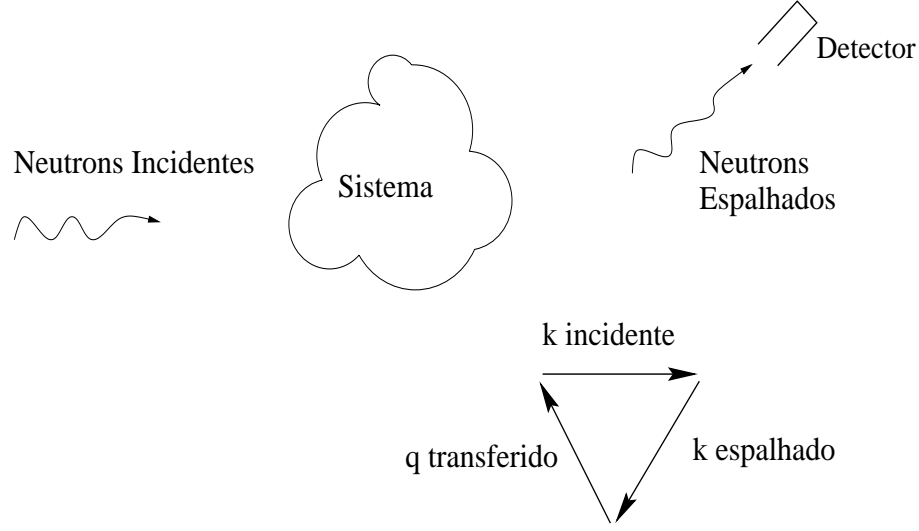 Detector
Neutrons Incidentes
Sistema
Neutrons
Espalhados
k incidente
q transferido
k espalhado